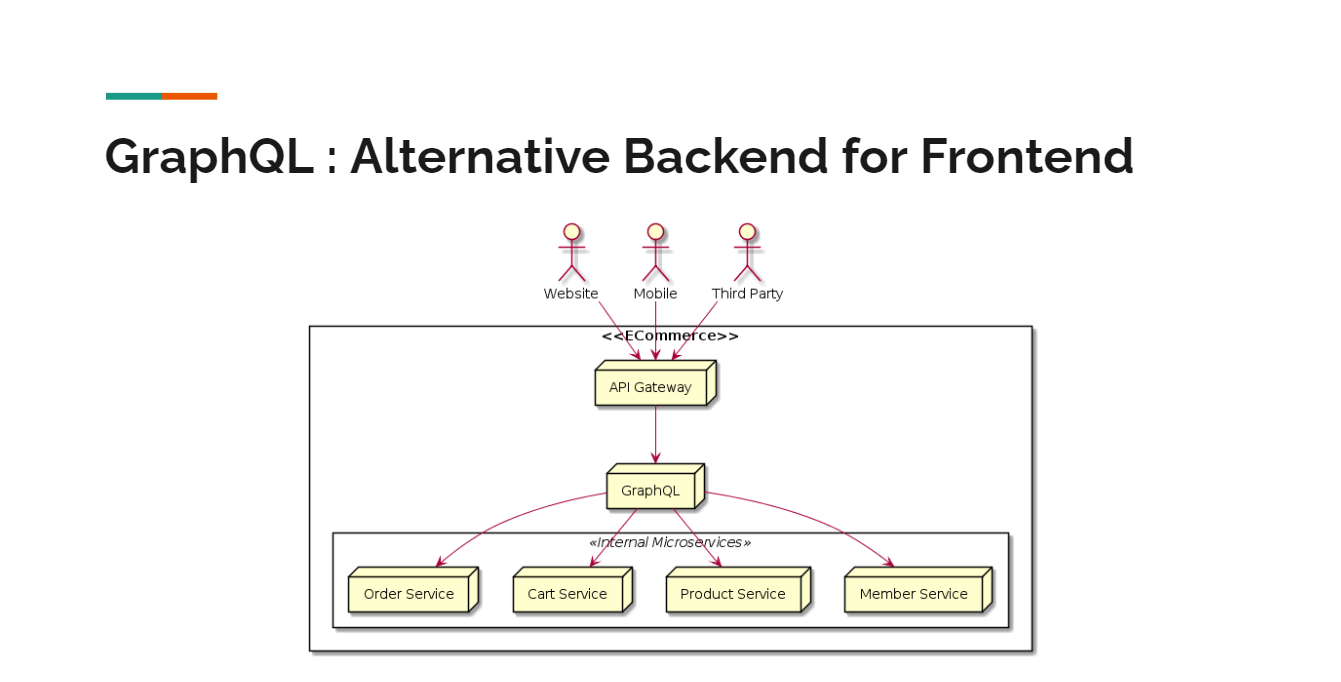 GraphQL : Alternative Backend for Frontend
Website Mobile Third Party
<<ECommerce>>
API Gateway
GraphQL
«Internal Microservices»
Order Service Cart Service Product Service Member Service